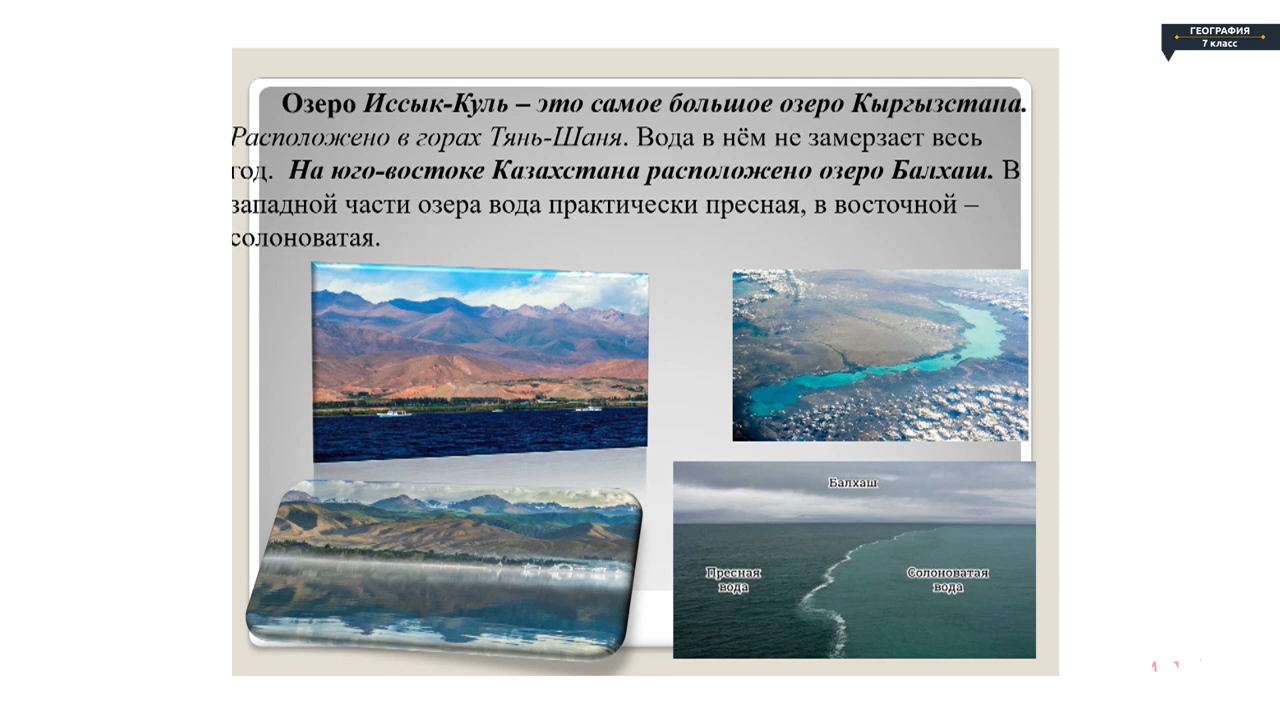 ГЕОГРАФИЯ
7 класс
Озеро Иссык-Куль – это самое большое озеро Кыргызстана.
Расположено в горах Тянь-Шаня. Вода в нём не замерзает весь
год. На юго-востоке Казахстана расположено озеро Балхаш. В
западной части озера вода практически пресная, в восточной –
солоноватая.
Балхаш
Пресная
вода
Солоноватая
вода